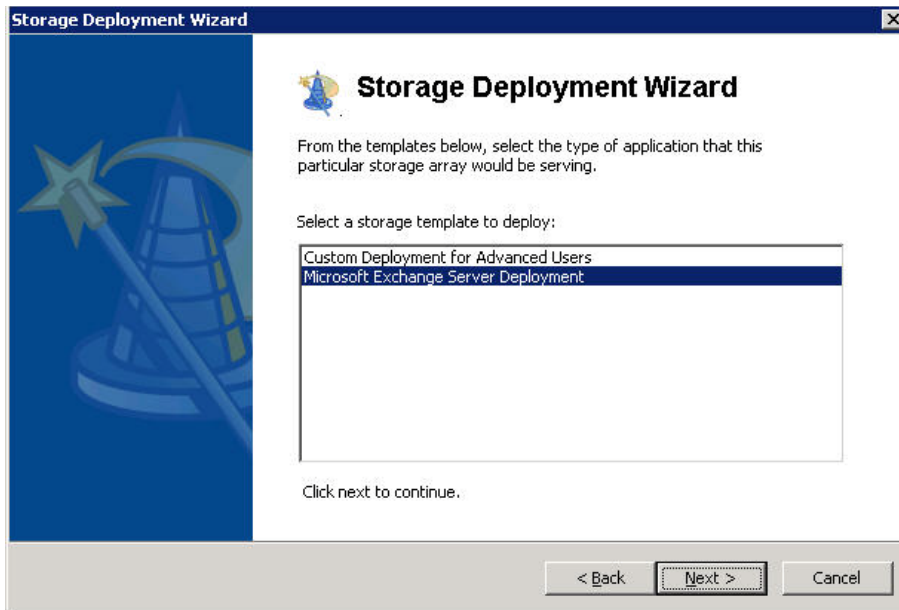 Storage Deployment Wizard
Storage Deployment Wizard
From the templates below, select the type of application that this
particular storage array would be serving.
Select a storage template to deploy:
Custom Deployment for Advanced Users
Microsoft Exchange Server Deployment
Click next to continue.
< Back
Next >
Cancel